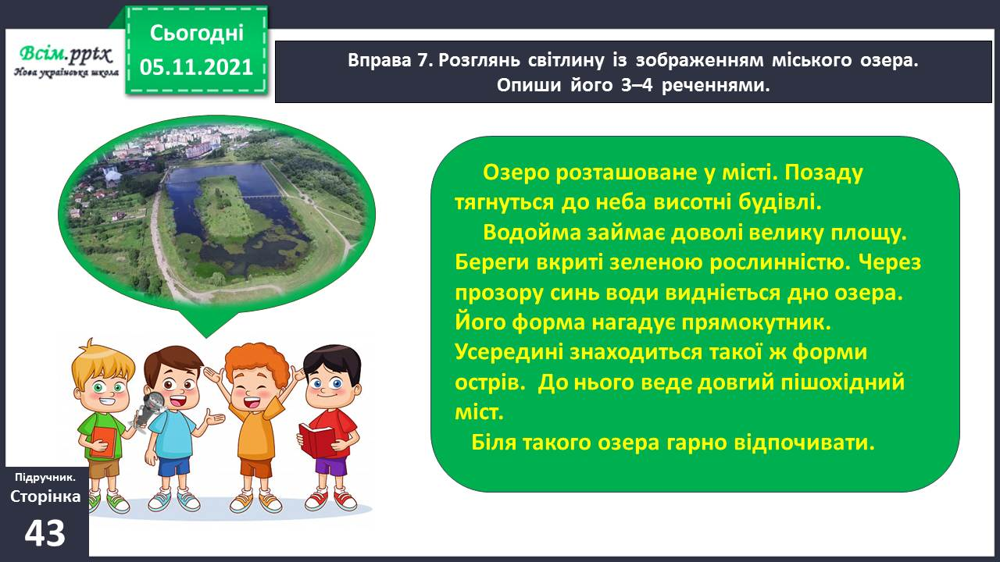 Сьогодні
05.11.2021
Всім.pptx
Нова українська школа
Вправа 7. Розглянь світлину із зображенням міського озера.
Опиши його 3–4 реченнями.
Озеро розташоване у місті. Позаду
тягнуться до неба висотні будівлі.
Водойма займає доволі велику площу.
Береги вкриті зеленою рослинністю. Через
прозору синь води видніється дно озера.
Його форма нагадує прямокутник.
Усередині знаходиться такої ж форми
острів. До нього веде довгий пішохідний
міст.
Біля такого озера гарно відпочивати.
Підручник.
Сторінка
43